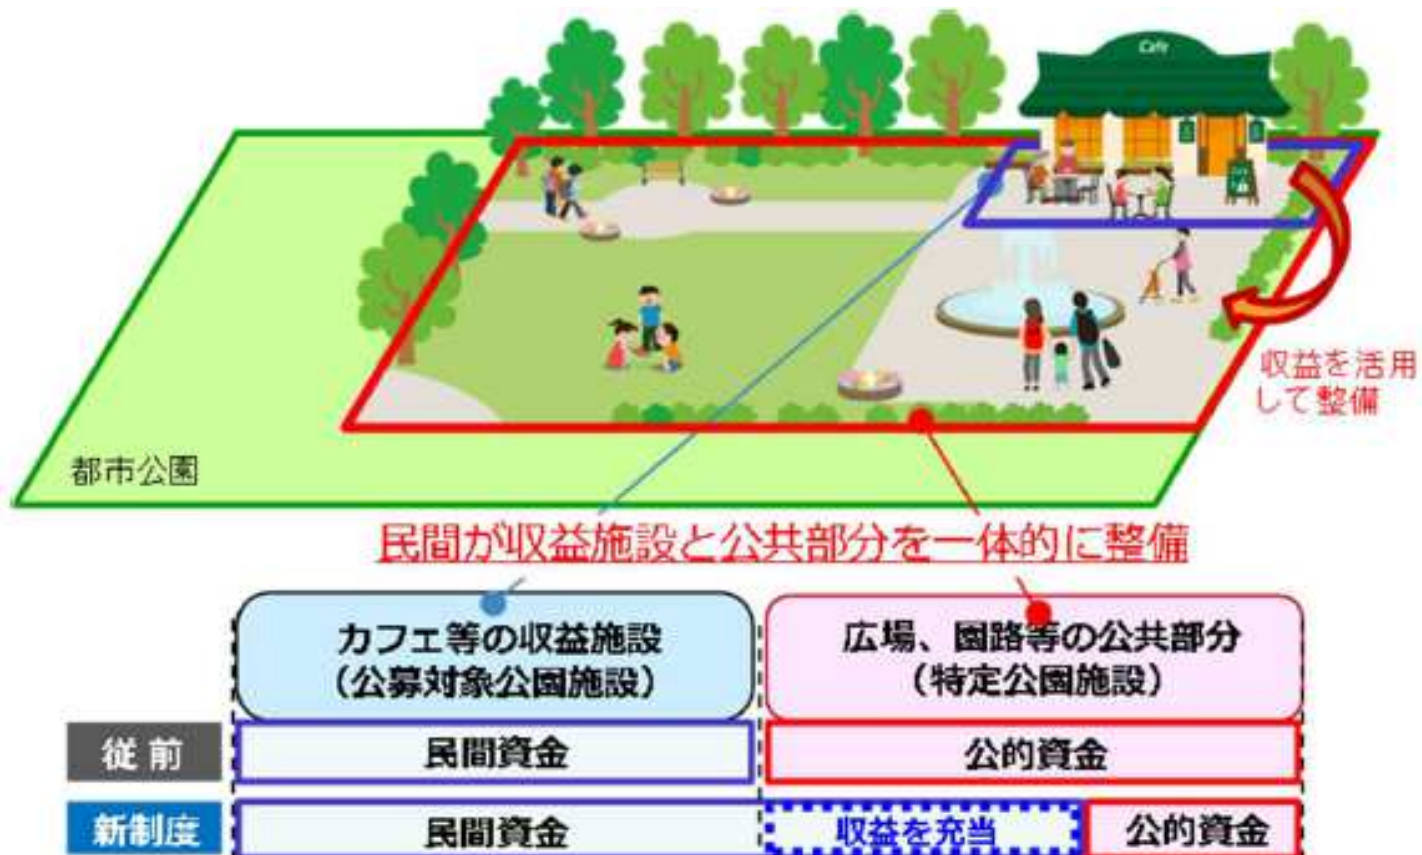 Cafe
収益を活用
して整備
都市公園
民間が収益施設と公共部分を一体的に整備
カフェ等の収益施設
（公募対象公園施設）
広場、園路等の公共部分
（特定公園施設）
従前
民間資金
公的資金
新制度
民間資金
収益を充当
公的資金